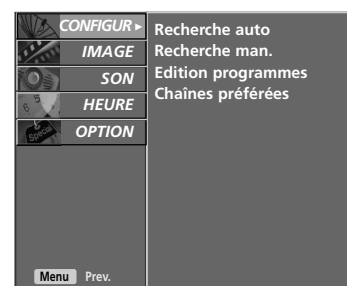 CONFIGUR ▸
IMAGE
SON
HEURE
OPTION
Special
Recherche auto
Recherche man.
Edition programmes
Chaînes préférées
Menu Prev.